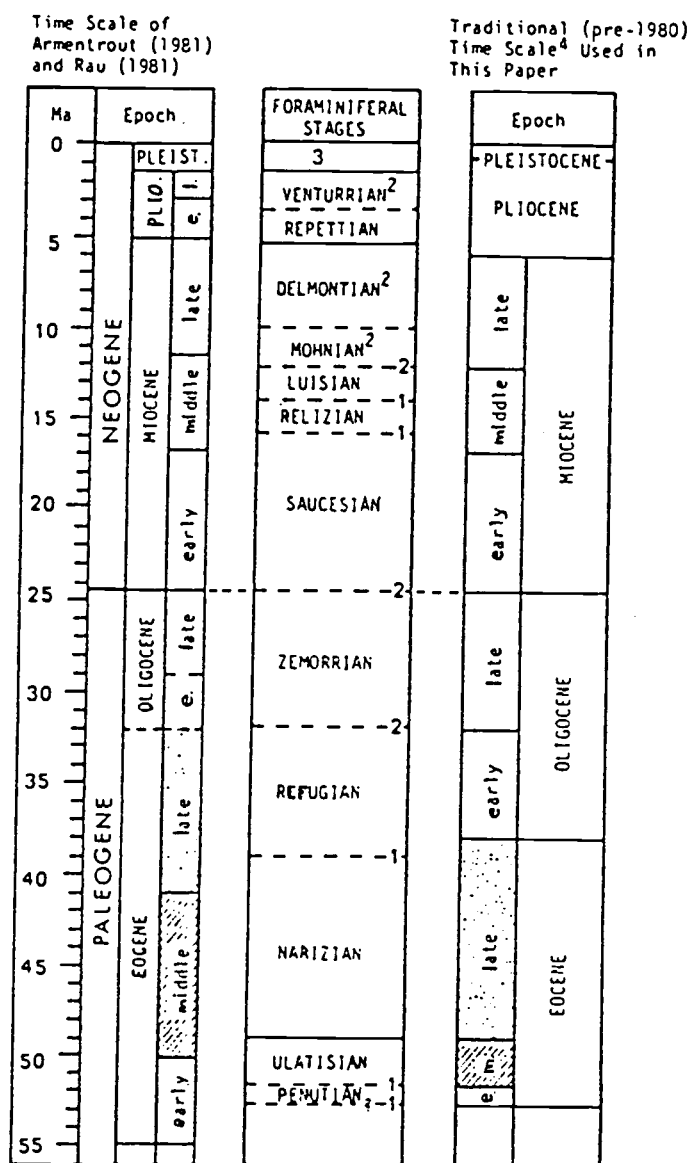 Time Scale of
Armentrout (1981)
and Rau (1981)
Traditional (pre-1980)
Time Scale⁴ Used in
This Paper
Ma
Epoch
FORAMINIFERAL
STAGES
Epoch
0
5
10
15
20
25
30
35
40
45
50
55
NEOGENE
PALEOGENE
PLEIST.
PLIO.
l.
e.
MIOCENE
late
middle
early
OLIGOCENE
late
e.
EOCENE
late
middle
early
3
VENTURRIAN²
REPETTIAN
DELMONTIAN²
MOHNIAN²
2
LUISIAN
1
RELIZIAN
1
SAUCESIAN
2
ZEMORRIAN
2
REFUGIAN
1
NARIZIAN
ULATISIAN
1
PENUTIAN
?
1
PLEISTOCENE
PLIOCENE
late
middle
early
MIOCENE
late
early
OLIGOCENE
late
m.
e.
EOCENE